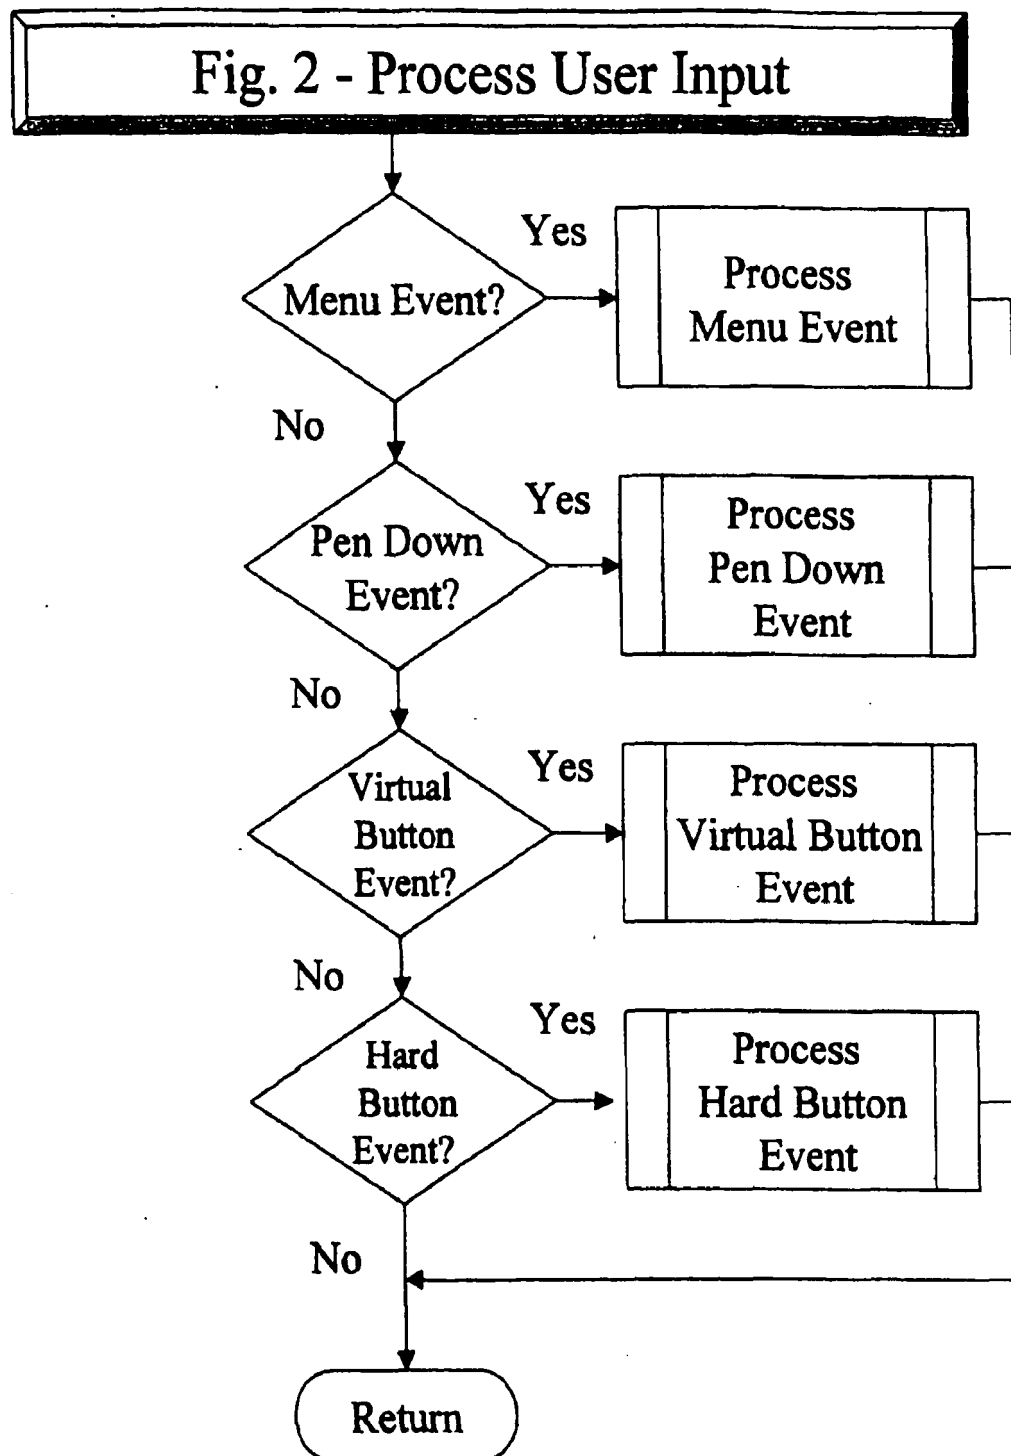 Fig. 2 - Process User Input
Menu Event?
Yes
Process
Menu Event
No
Pen Down
Event?
Yes
Process
Pen Down
Event
No
Virtual
Button
Event?
Yes
Process
Virtual Button
Event
No
Hard
Button
Event?
Yes
Process
Hard Button
Event
No
Return